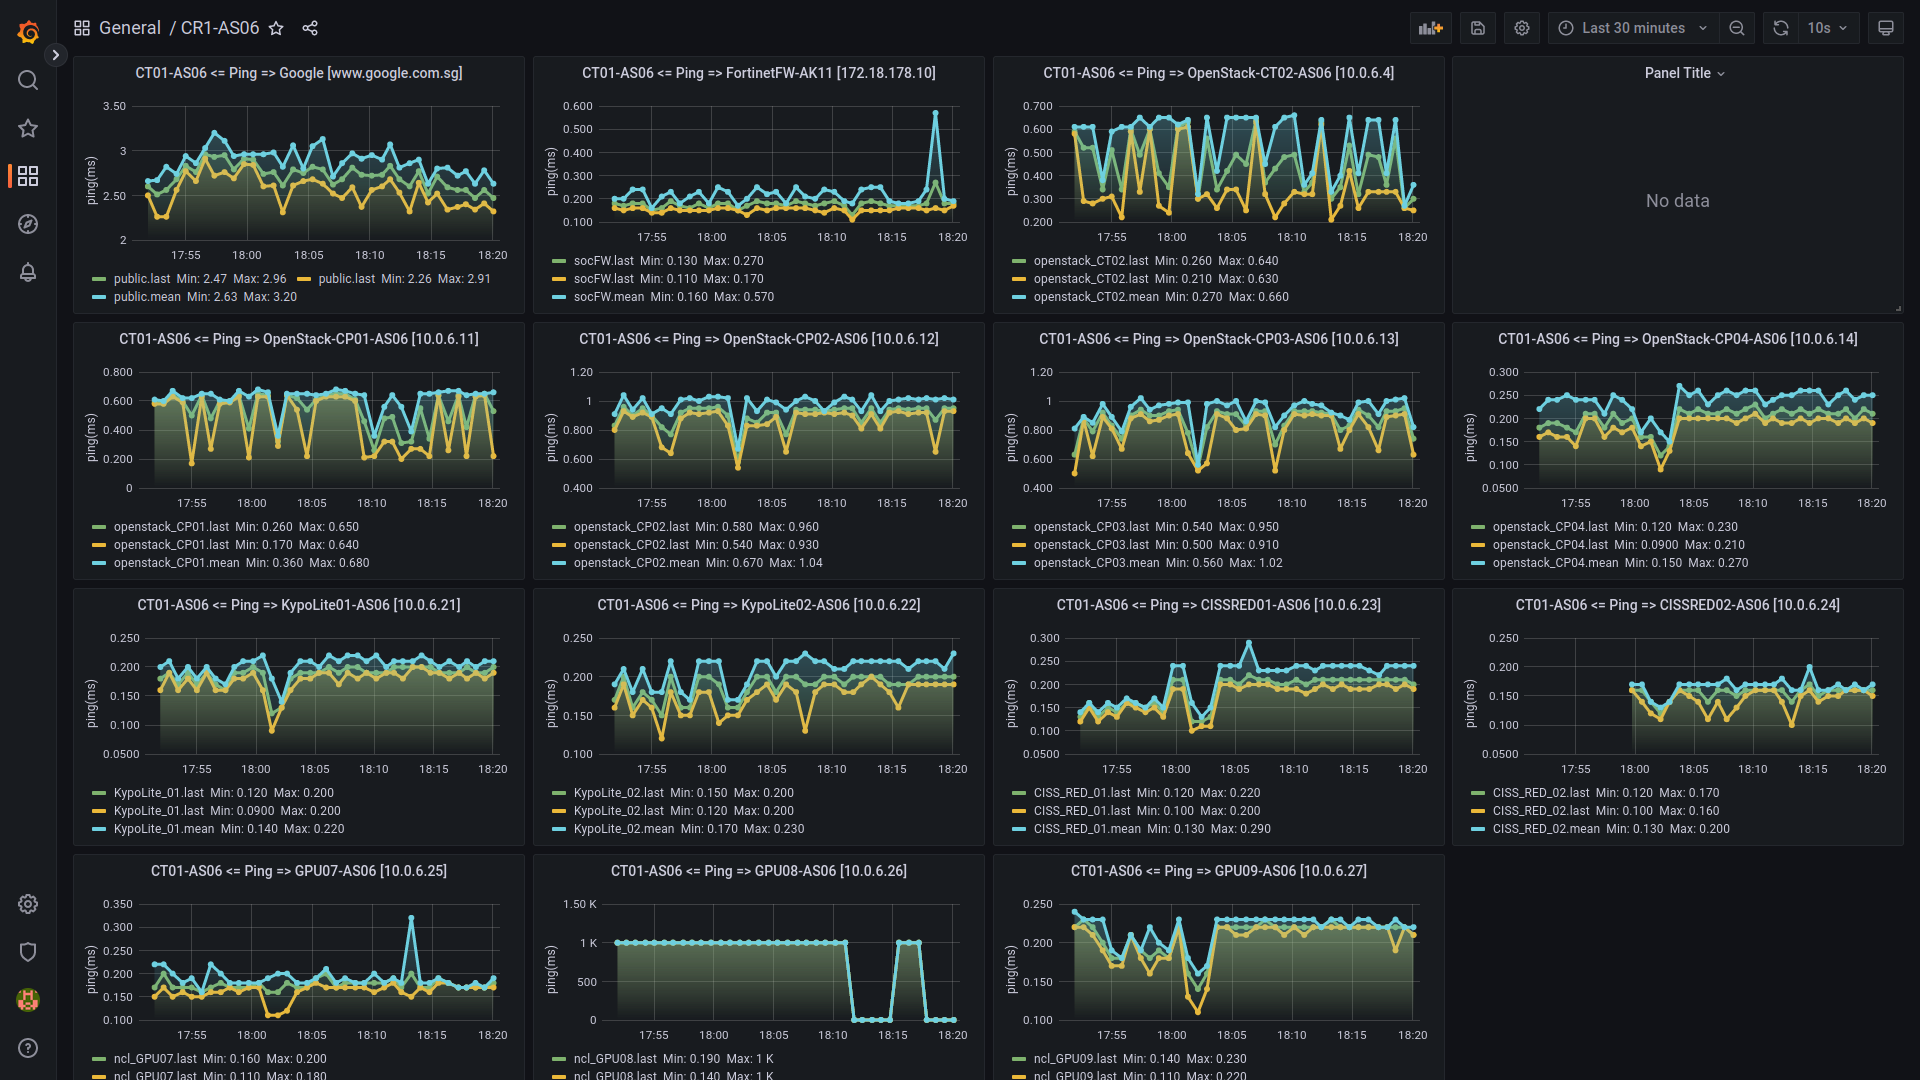 General / CR1-AS06
Last 30 minutes
10s
CT01-AS06 <= Ping => Google [www.google.com.sg]
ping(ms)
3.50
3
2.50
2
17:55 18:00 18:05 18:10 18:15 18:20
public.last Min: 2.47 Max: 2.96 public.last Min: 2.26 Max: 2.91
public.mean Min: 2.63 Max: 3.20
CT01-AS06 <= Ping => FortinetFW-AK11 [172.18.178.10]
ping(ms)
0.600
0.500
0.400
0.300
0.200
0.100
17:55 18:00 18:05 18:10 18:15 18:20
socFW.last Min: 0.130 Max: 0.270
socFW.last Min: 0.110 Max: 0.170
socFW.mean Min: 0.160 Max: 0.570
CT01-AS06 <= Ping => OpenStack-CT02-AS06 [10.0.6.4]
ping(ms)
0.700
0.600
0.500
0.400
0.300
0.200
17:55 18:00 18:05 18:10 18:15 18:20
openstack_CT02.last Min: 0.260 Max: 0.640
openstack_CT02.last Min: 0.210 Max: 0.630
openstack_CT02.mean Min: 0.270 Max: 0.660
Panel Title
No data
CT01-AS06 <= Ping => OpenStack-CP01-AS06 [10.0.6.11]
ping(ms)
0.800
0.600
0.400
0.200
0
17:55 18:00 18:05 18:10 18:15 18:20
openstack_CP01.last Min: 0.260 Max: 0.650
openstack_CP01.last Min: 0.170 Max: 0.640
openstack_CP01.mean Min: 0.360 Max: 0.680
CT01-AS06 <= Ping => OpenStack-CP02-AS06 [10.0.6.12]
ping(ms)
1.20
1
0.800
0.600
0.400
17:55 18:00 18:05 18:10 18:15 18:20
openstack_CP02.last Min: 0.580 Max: 0.960
openstack_CP02.last Min: 0.540 Max: 0.930
openstack_CP02.mean Min: 0.670 Max: 1.04
CT01-AS06 <= Ping => OpenStack-CP03-AS06 [10.0.6.13]
ping(ms)
1.20
1
0.800
0.600
0.400
17:55 18:00 18:05 18:10 18:15 18:20
openstack_CP03.last Min: 0.540 Max: 0.950
openstack_CP03.last Min: 0.500 Max: 0.910
openstack_CP03.mean Min: 0.560 Max: 1.02
CT01-AS06 <= Ping => OpenStack-CP04-AS06 [10.0.6.14]
ping(ms)
0.300
0.250
0.200
0.150
0.100
0.0500
17:55 18:00 18:05 18:10 18:15 18:20
openstack_CP04.last Min: 0.120 Max: 0.230
openstack_CP04.last Min: 0.0900 Max: 0.210
openstack_CP04.mean Min: 0.150 Max: 0.270
CT01-AS06 <= Ping => KypoLite01-AS06 [10.0.6.21]
ping(ms)
0.250
0.200
0.150
0.100
0.0500
17:55 18:00 18:05 18:10 18:15 18:20
KypoLite_01.last Min: 0.120 Max: 0.200
KypoLite_01.last Min: 0.0900 Max: 0.200
KypoLite_01.mean Min: 0.140 Max: 0.220
CT01-AS06 <= Ping => KypoLite02-AS06 [10.0.6.22]
ping(ms)
0.250
0.200
0.150
0.100
17:55 18:00 18:05 18:10 18:15 18:20
KypoLite_02.last Min: 0.150 Max: 0.200
KypoLite_02.last Min: 0.120 Max: 0.200
KypoLite_02.mean Min: 0.170 Max: 0.230
CT01-AS06 <= Ping => CISSRED01-AS06 [10.0.6.23]
ping(ms)
0.300
0.250
0.200
0.150
0.100
0.0500
17:55 18:00 18:05 18:10 18:15 18:20
CISS_RED_01.last Min: 0.120 Max: 0.220
CISS_RED_01.last Min: 0.100 Max: 0.200
CISS_RED_01.mean Min: 0.130 Max: 0.290
CT01-AS06 <= Ping => CISSRED02-AS06 [10.0.6.24]
ping(ms)
0.250
0.200
0.150
0.100
0.0500
17:55 18:00 18:05 18:10 18:15 18:20
CISS_RED_02.last Min: 0.120 Max: 0.170
CISS_RED_02.last Min: 0.100 Max: 0.160
CISS_RED_02.mean Min: 0.130 Max: 0.200
CT01-AS06 <= Ping => GPU07-AS06 [10.0.6.25]
ping(ms)
0.350
0.300
0.250
0.200
0.150
0.100
17:55 18:00 18:05 18:10 18:15 18:20
ncl_GPU07.last Min: 0.160 Max: 0.200
ncl_GPU07.last Min: 0.110 Max: 0.180
CT01-AS06 <= Ping => GPU08-AS06 [10.0.6.26]
ping(ms)
1.50 K
1 K
500
0
17:55 18:00 18:05 18:10 18:15 18:20
ncl_GPU08.last Min: 0.190 Max: 1 K
ncl_GPU08.last Min: 0.140 Max: 1 K
CT01-AS06 <= Ping => GPU09-AS06 [10.0.6.27]
ping(ms)
0.250
0.200
0.150
0.100
17:55 18:00 18:05 18:10 18:15 18:20
ncl_GPU09.last Min: 0.140 Max: 0.230
ncl_GPU09.last Min: 0.110 Max: 0.220